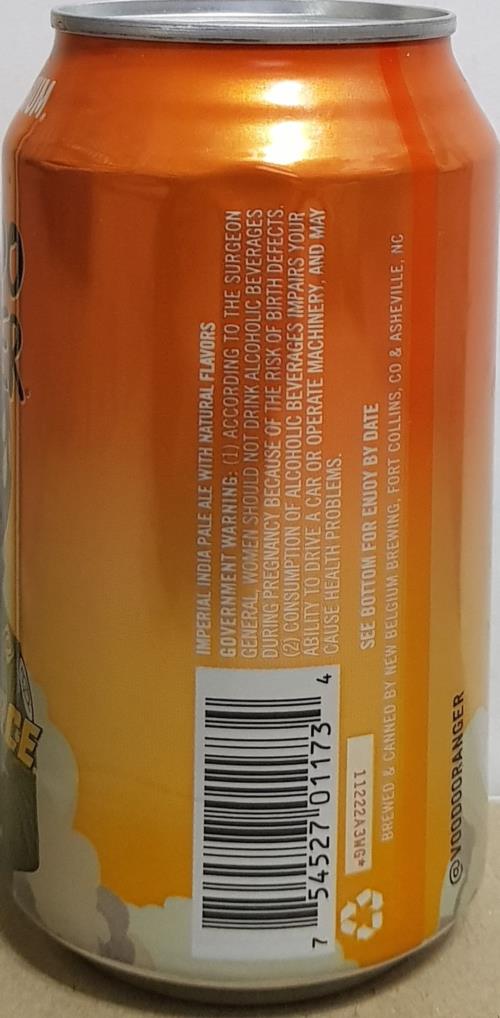 UM.
IMPERIAL INDIA PALE ALE WITH NATURAL FLAVORS
GOVERNMENT WARNING: (1) ACCORDING TO THE SURGEON
GENERAL, WOMEN SHOULD NOT DRINK ALCOHOLIC BEVERAGES
DURING PREGNANCY BECAUSE OF THE RISK OF BIRTH DEFECTS.
(2) CONSUMPTION OF ALCOHOLIC BEVERAGES IMPAIRS YOUR
ABILITY TO DRIVE A CAR OR OPERATE MACHINERY, AND MAY
CAUSE HEALTH PROBLEMS.
SEE BOTTOM FOR ENJOY BY DATE
BREWED & CANNED BY NEW BELGIUM BREWING, FORT COLLINS, CO & ASHEVILLE, NC
7 54527 01173 4
11222A3WG*
@VOODOORANGER
GE